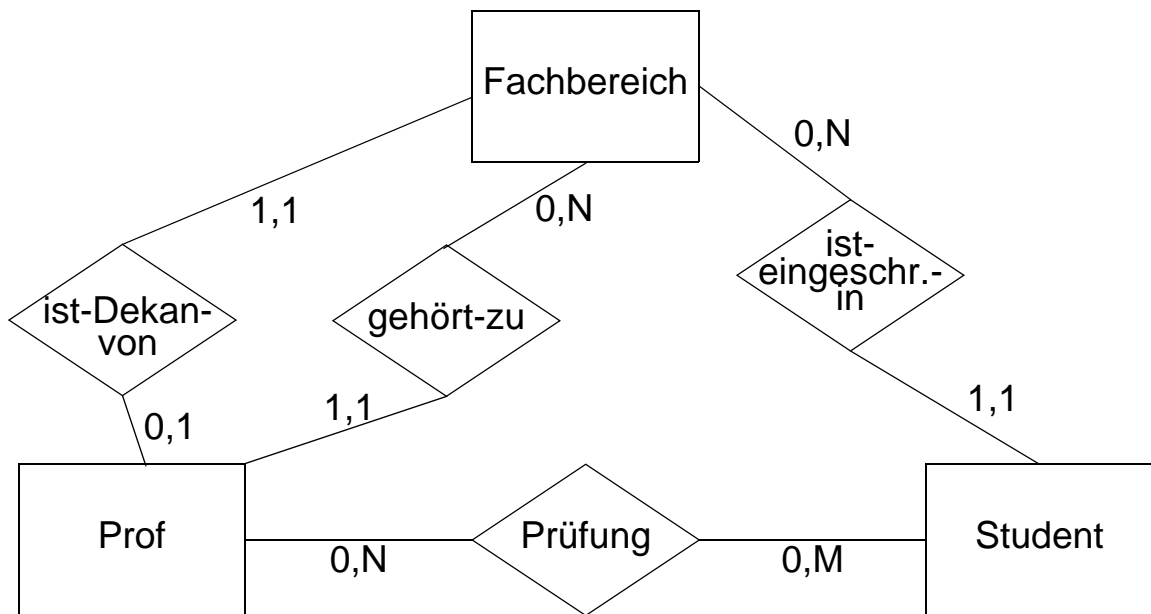 Fachbereich
0,N
1,1
0,N
ist-
eingeschr.-
in
ist-Dekan-
von
gehört-zu
1,1
0,1
1,1
Prof
0,N
Prüfung
0,M
Student